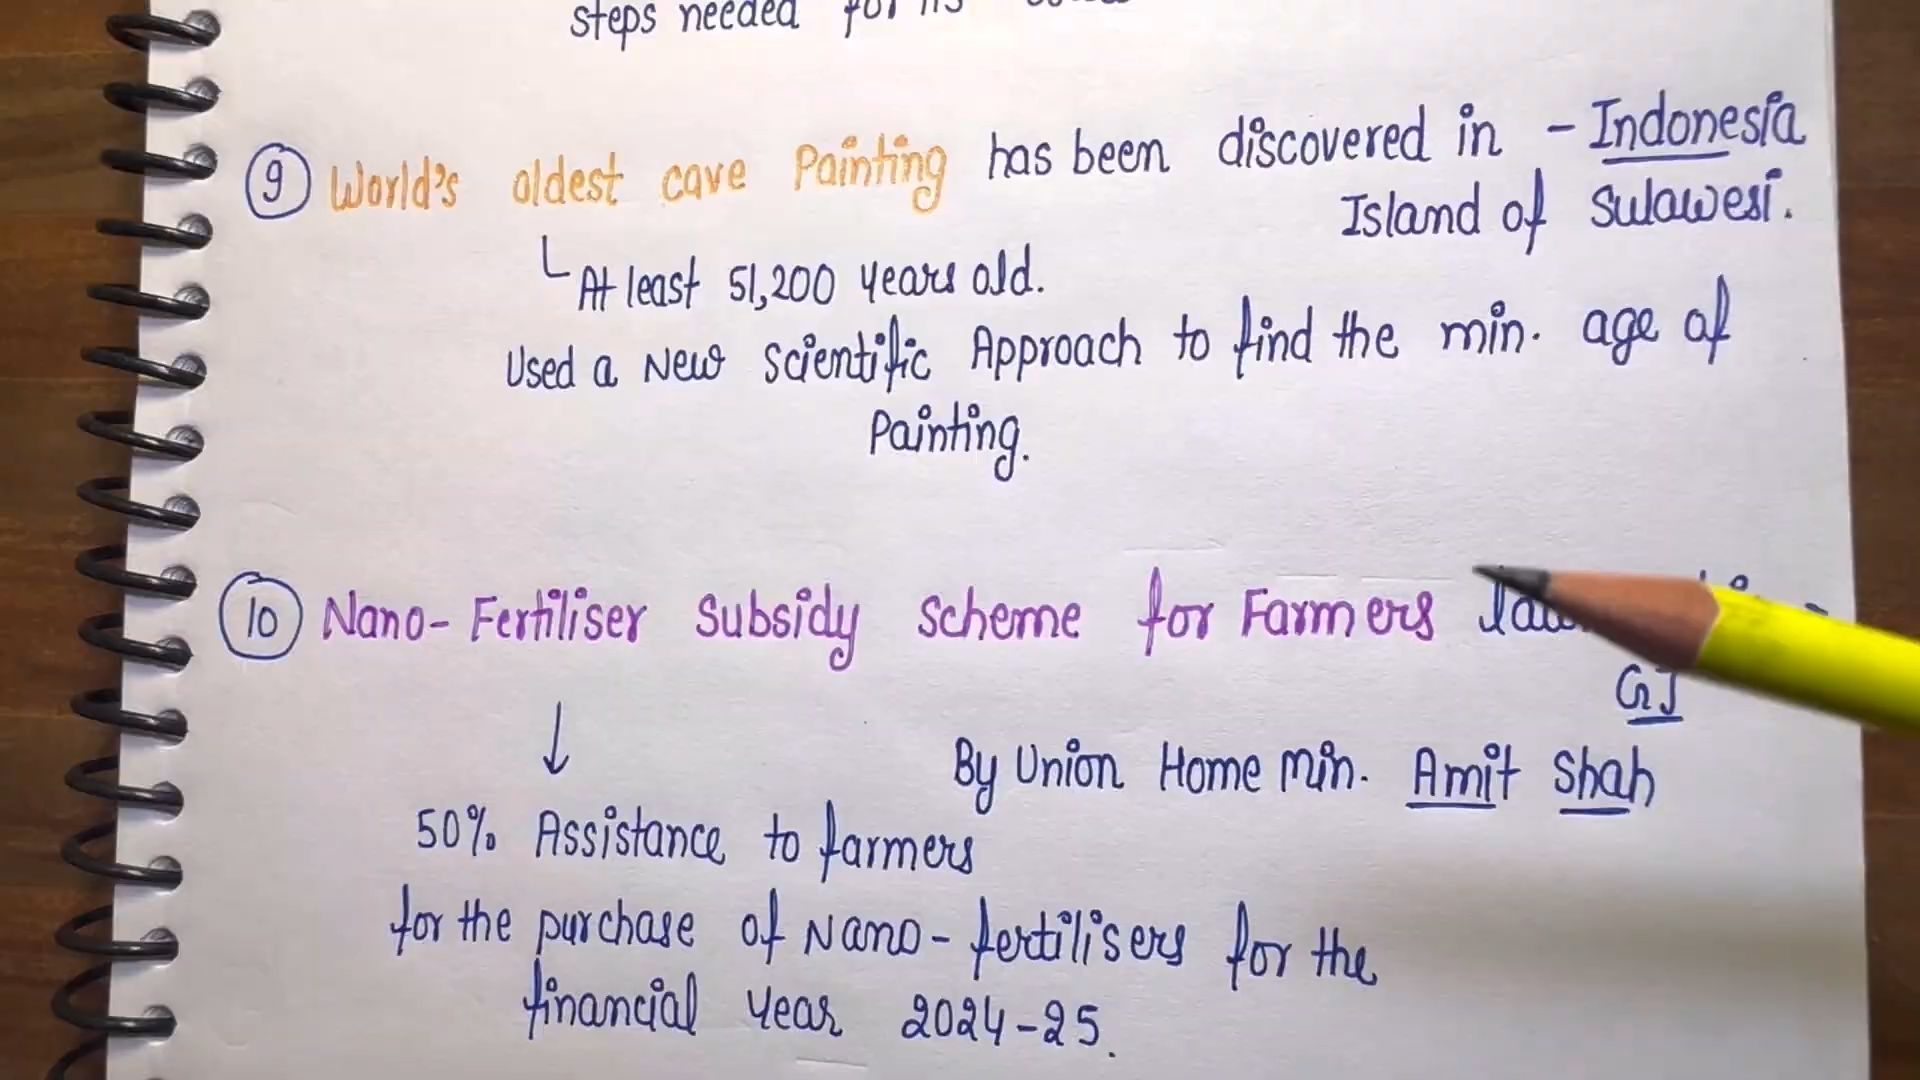 steps needed for its
⑨ World's oldest cave Painting has been discovered in - Indonesia
Island of Sulawesi.
At least 51,200 years old.
Used a New Scientific Approach to find the min. age of
Painting.
⑩ Nano-Fertiliser Subsidy Scheme for Farmers
GJ
By Union Home Min. Amit Shah
50% Assistance to farmers
for the purchase of Nano-fertilisers for the
financial year 2024-25.